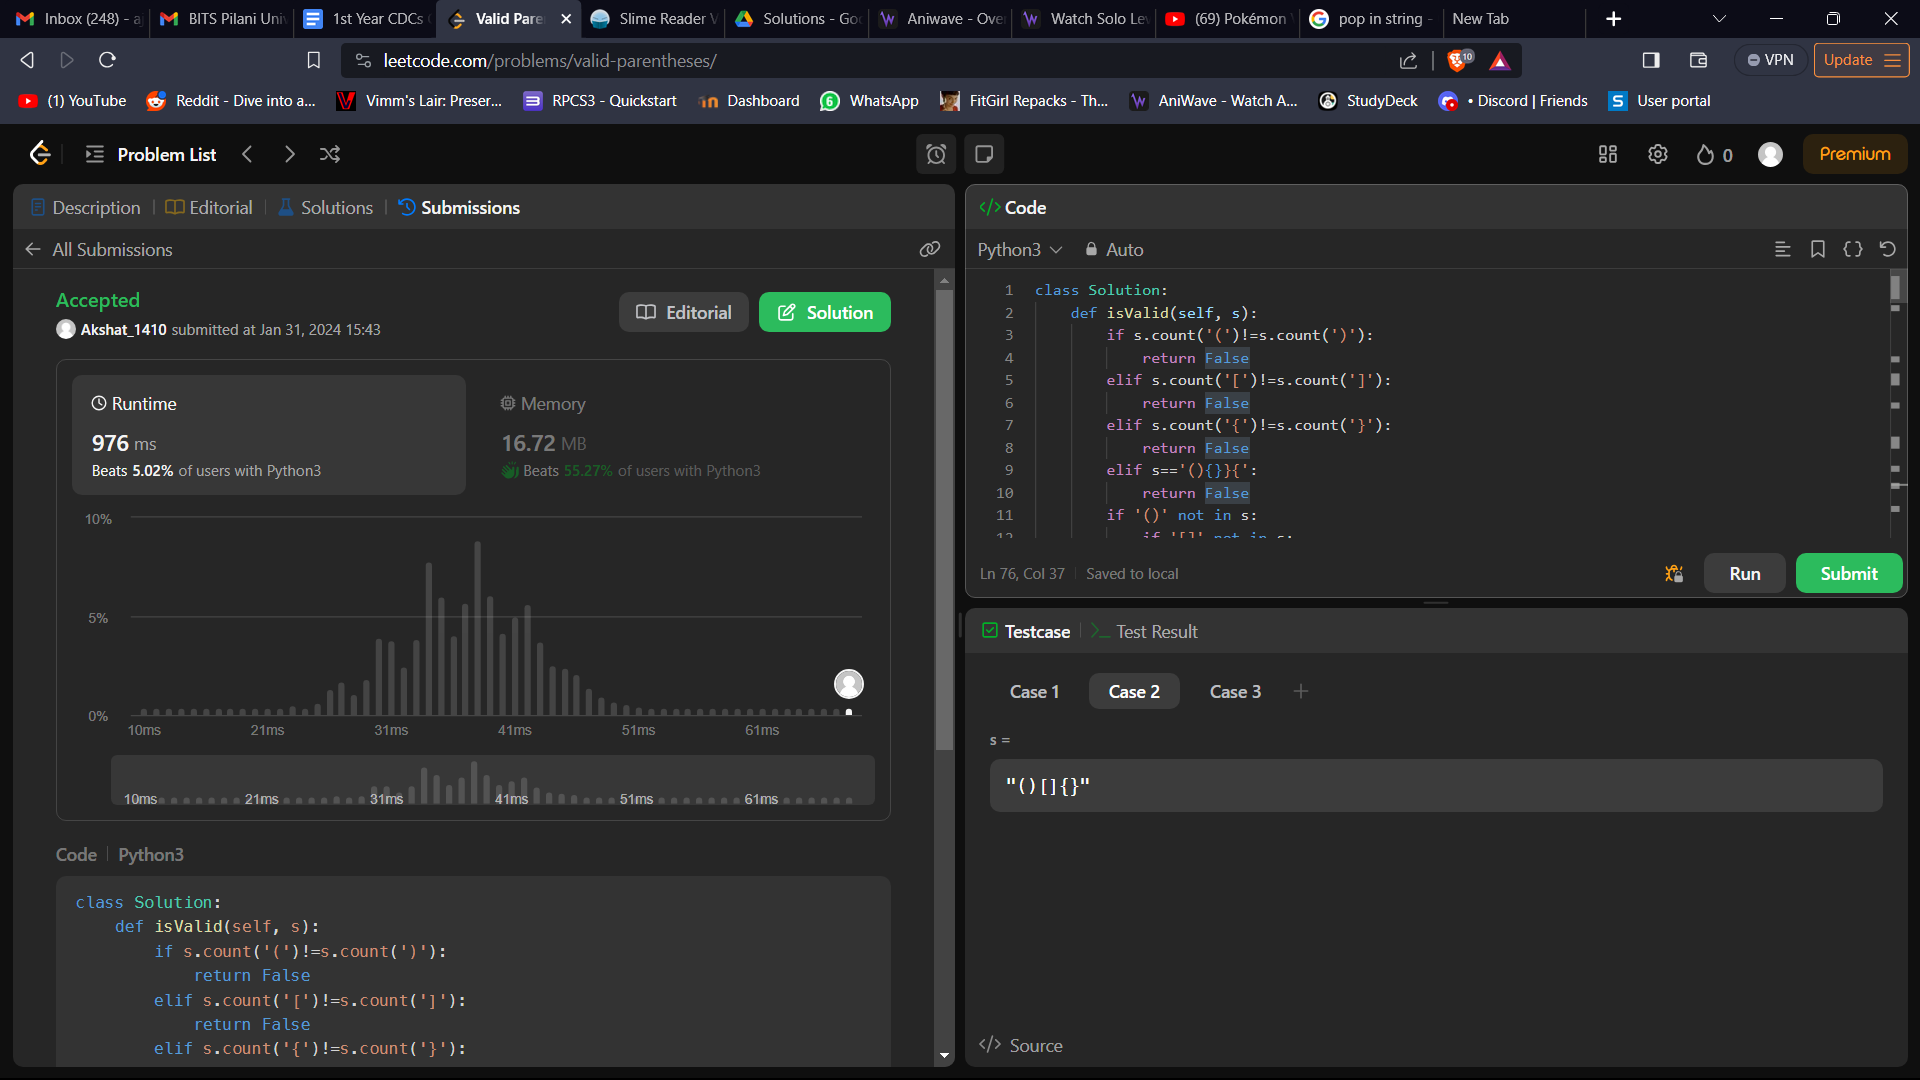 Inbox (248) - a
BITS Pilani Uni
1st Year CDCs
Valid Pare
Slime Reader V
Solutions - Goo
Aniwave - Ove
Watch Solo Le
(69) Pokémon
pop in string -
New Tab
leetcode.com/problems/valid-parentheses/
10
VPN
Update
(1) YouTube
Reddit - Dive into a...
Vimm's Lair: Preser...
RPCS3 - Quickstart
Dashboard
WhatsApp
FitGirl Repacks - Th...
AniWave - Watch A...
StudyDeck
• Discord | Friends
User portal
Problem List
0
Premium
Description
Editorial
Solutions
Submissions
All Submissions
Accepted
Akshat_1410 submitted at Jan 31, 2024 15:43
Editorial
Solution
Runtime
976 ms
Beats 5.02% of users with Python3
Memory
16.72 MB
Beats 55.27% of users with Python3
10%
5%
0%
10ms 21ms 31ms 41ms 51ms 61ms
10ms 21ms 31ms 41ms 51ms 61ms
Code | Python3
class Solution:
def isValid(self, s):
if s.count('(')!=s.count(')'):
return False
elif s.count('[')!=s.count(']'):
return False
elif s.count('{')!=s.count('}'):
</> Code
Python3
Auto
1 class Solution:
2 def isValid(self, s):
3 if s.count('(')!=s.count(')'):
4 return False
5 elif s.count('[')!=s.count(']'):
6 return False
7 elif s.count('{')!=s.count('}'):
8 return False
9 elif s=='(){}}{':
10 return False
11 if '()' not in s:
12 if '[]' not in s:
Ln 76, Col 37 | Saved to local
Run
Submit
Testcase
Test Result
Case 1
Case 2
Case 3
s =
"()[]{}"
</> Source